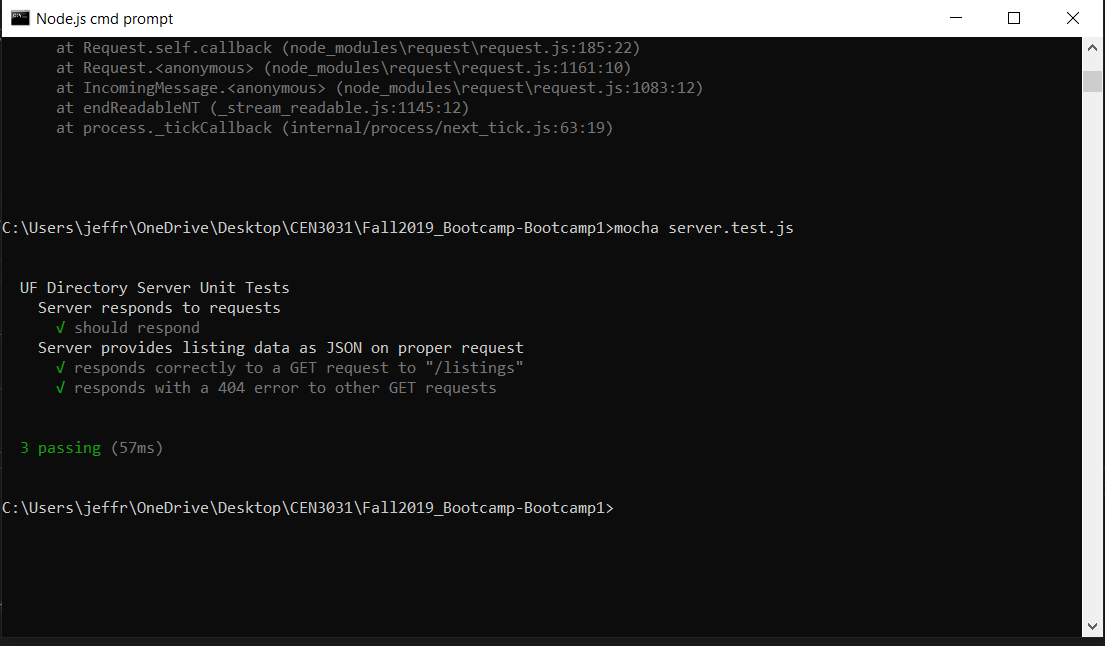 Node.js cmd prompt
at Request.self.callback (node_modules\request\request.js:185:22)
at Request.<anonymous> (node_modules\request\request.js:1161:10)
at IncomingMessage.<anonymous> (node_modules\request\request.js:1083:12)
at endReadableNT (_stream_readable.js:1145:12)
at process._tickCallback (internal/process/next_tick.js:63:19)
C:\Users\jeffr\OneDrive\Desktop\CEN3031\Fall2019_Bootcamp-Bootcamp1>mocha server.test.js
UF Directory Server Unit Tests
Server responds to requests
√ should respond
Server provides listing data as JSON on proper request
√ responds correctly to a GET request to "/listings"
√ responds with a 404 error to other GET requests
3 passing (57ms)
C:\Users\jeffr\OneDrive\Desktop\CEN3031\Fall2019_Bootcamp-Bootcamp1>